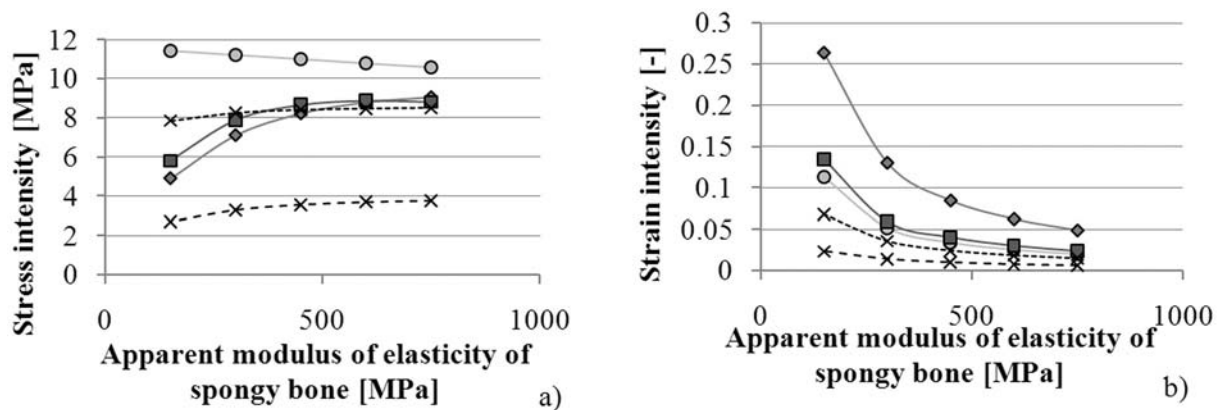 Stress intensity [MPa]
12
10
8
6
4
2
0
0 500 1000
Apparent modulus of elasticity of
spongy bone [MPa]
a)
Strain intensity [-]
0.3
0.25
0.2
0.15
0.1
0.05
0
0 500 1000
Apparent modulus of elasticity of
spongy bone [MPa]
b)